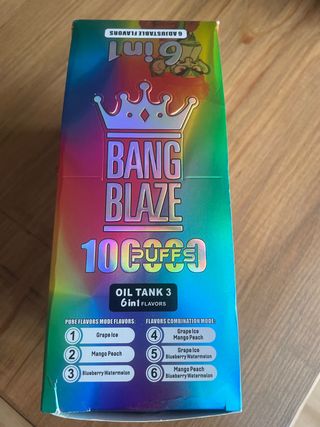 6 ADJUSTABLE FLAVORS
6in1
BANG
BLAZE
100000
PUFFS
OIL TANK 3
6in1 FLAVORS
PURE FLAVORS MODE FLAVORS:
1 Grape Ice
2 Mango Peach
3 Blueberry Watermelon
FLAVORS COMBINATION MODE:
4 Grape Ice
Mango Peach
5 Grape Ice
Blueberry Watermelon
6 Mango Peach
Blueberry Watermelon